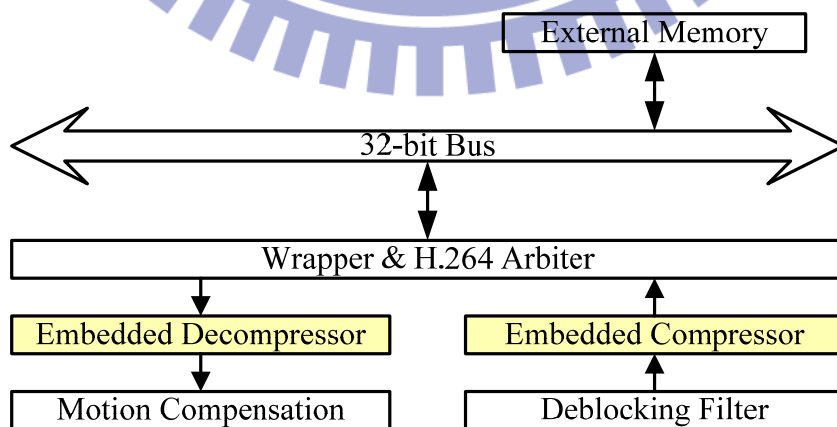 External Memory
32-bit Bus
Wrapper & H.264 Arbiter
Embedded Decompressor
Embedded Compressor
Motion Compensation
Deblocking Filter